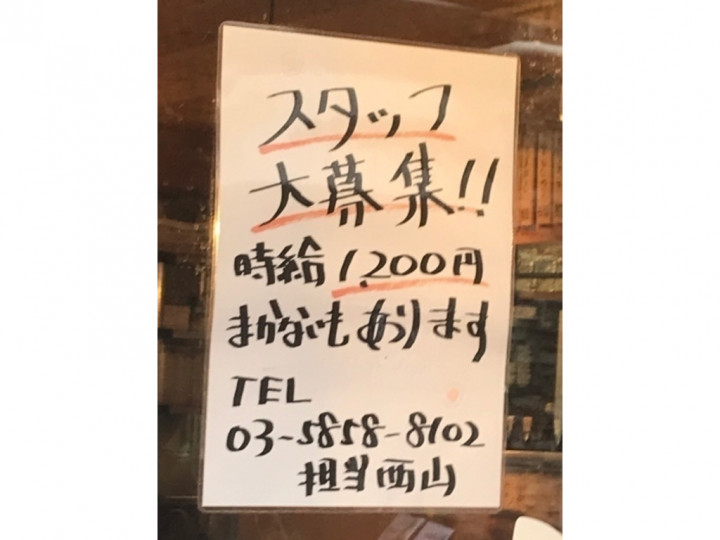 スタッフ
大募集!!
時給1,200円
まかないもあります
TEL
03-5858-8102
担当西山